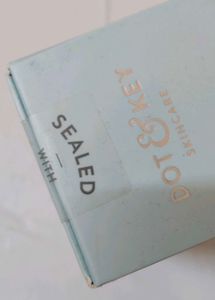 SEALED
WITH
DOT & KEY
SKINCARE